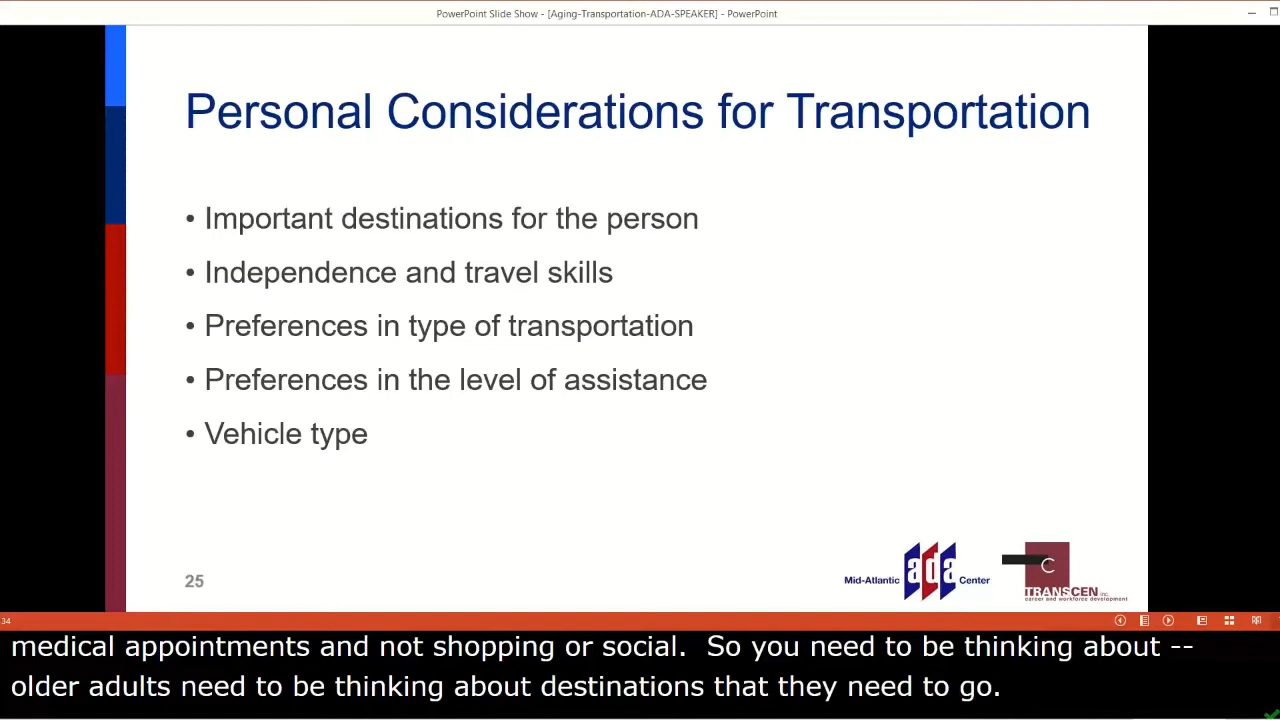 PowerPoint Slide Show - [Aging-Transportation-ADA-SPEAKER] - PowerPoint
Personal Considerations for Transportation
• Important destinations for the person
• Independence and travel skills
• Preferences in type of transportation
• Preferences in the level of assistance
• Vehicle type
25
Mid-Atlantic ada Center
C
TRANSCEN inc.
career and workforce development
34
medical appointments and not shopping or social.  So you need to be thinking about --
older adults need to be thinking about destinations that they need to go.